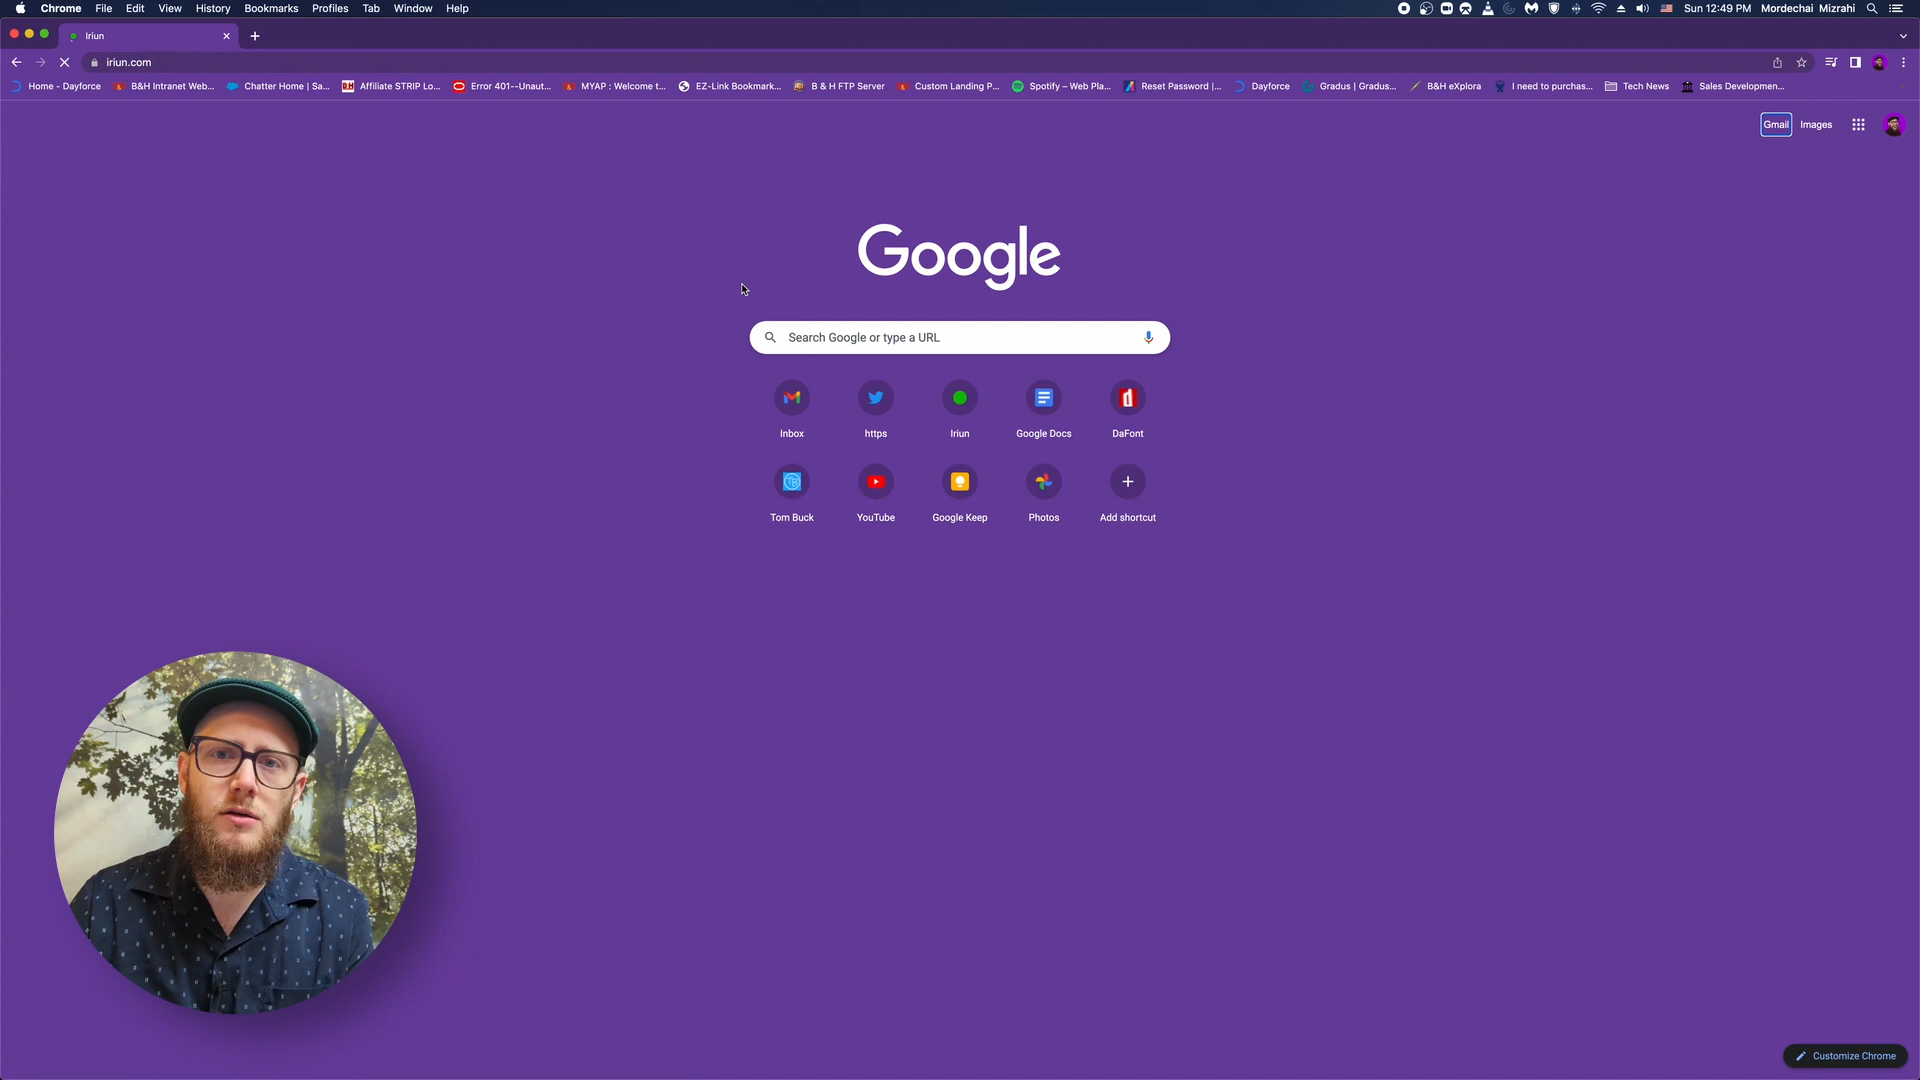 Chrome File Edit View History Bookmarks Profiles Tab Window Help Sun 12:49 PM Mordechai Mizrahi
Iriun
iriun.com
Home - Dayforce B&H Intranet Web... Chatter Home | Sa... Affiliate STRIP Lo... Error 401--Unaut... MYAP : Welcome t... EZ-Link Bookmark... B & H FTP Server Custom Landing P... Spotify – Web Pla... Reset Password |... Dayforce Gradus | Gradus... B&H eXplora I need to purchas... Tech News Sales Developmen...
Gmail Images
Google
Search Google or type a URL
Inbox https Iriun Google Docs DaFont
Tom Buck YouTube Google Keep Photos Add shortcut
Customize Chrome